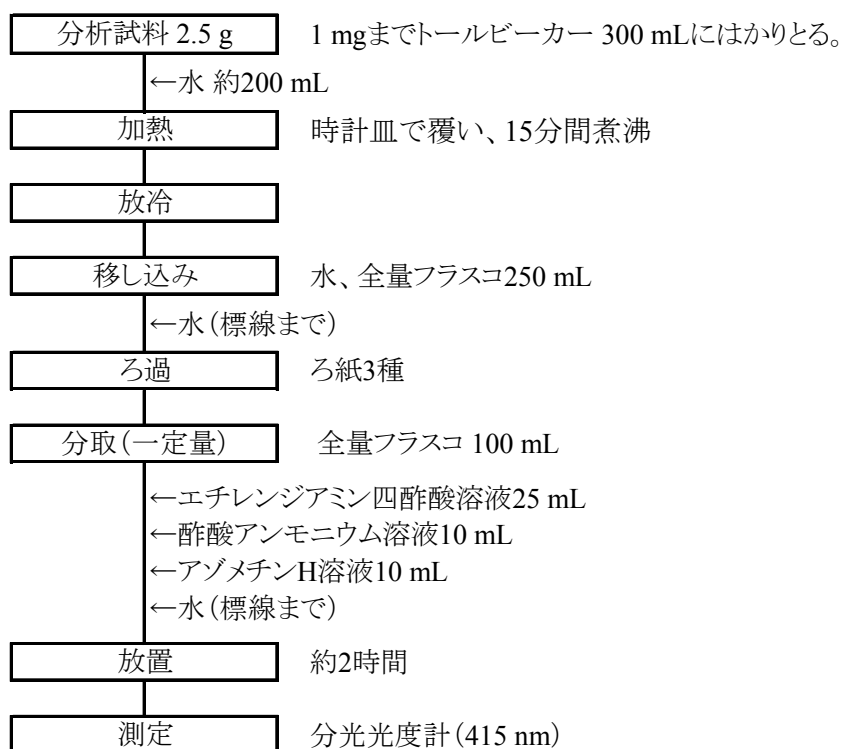 分析試料 2.5 g 1 mgまでトールビーカー 300 mLにはかりとる。
←水 約200 mL
加熱 時計皿で覆い、15分間煮沸
放冷
移し込み 水、全量フラスコ250 mL
←水(標線まで)
ろ過 ろ紙3種
分取(一定量) 全量フラスコ 100 mL
←エチレンジアミン四酢酸溶液25 mL
←酢酸アンモニウム溶液10 mL
←アゾメチンH溶液10 mL
←水(標線まで)
放置 約2時間
測定 分光光度計(415 nm)